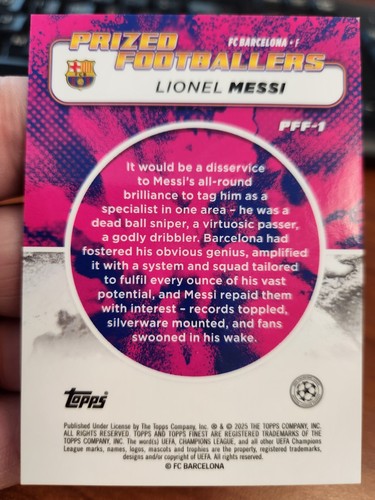 PRIZED
FC BARCELONA • F
FOOTBALLERS
LIONEL MESSI
PFF-1
It would be a disservice
to Messi's all-round
brilliance to tag him as a
specialist in one area – he was a
dead ball sniper, a virtuosic passer,
a godly dribbler. Barcelona had
fostered his obvious genius, amplified
it with a system and squad tailored
to fulfil every ounce of his vast
potential, and Messi repaid them
with interest – records toppled,
silverware mounted, and fans
swooned in his wake.
Topps
Published Under License by The Topps Company, Inc. ® & © 2025 THE TOPPS COMPANY, INC.
ALL RIGHTS RESERVED. TOPPS AND TOPPS FINEST ARE REGISTERED TRADEMARKS OF THE
TOPPS COMPANY, INC. The word(s) UEFA, CHAMPIONS LEAGUE, and all other UEFA Champions
League marks, names, logos, mascots and trophies are the property, registered trademarks,
designs and/or copyright of UEFA. All rights reserved.
© FC BARCELONA